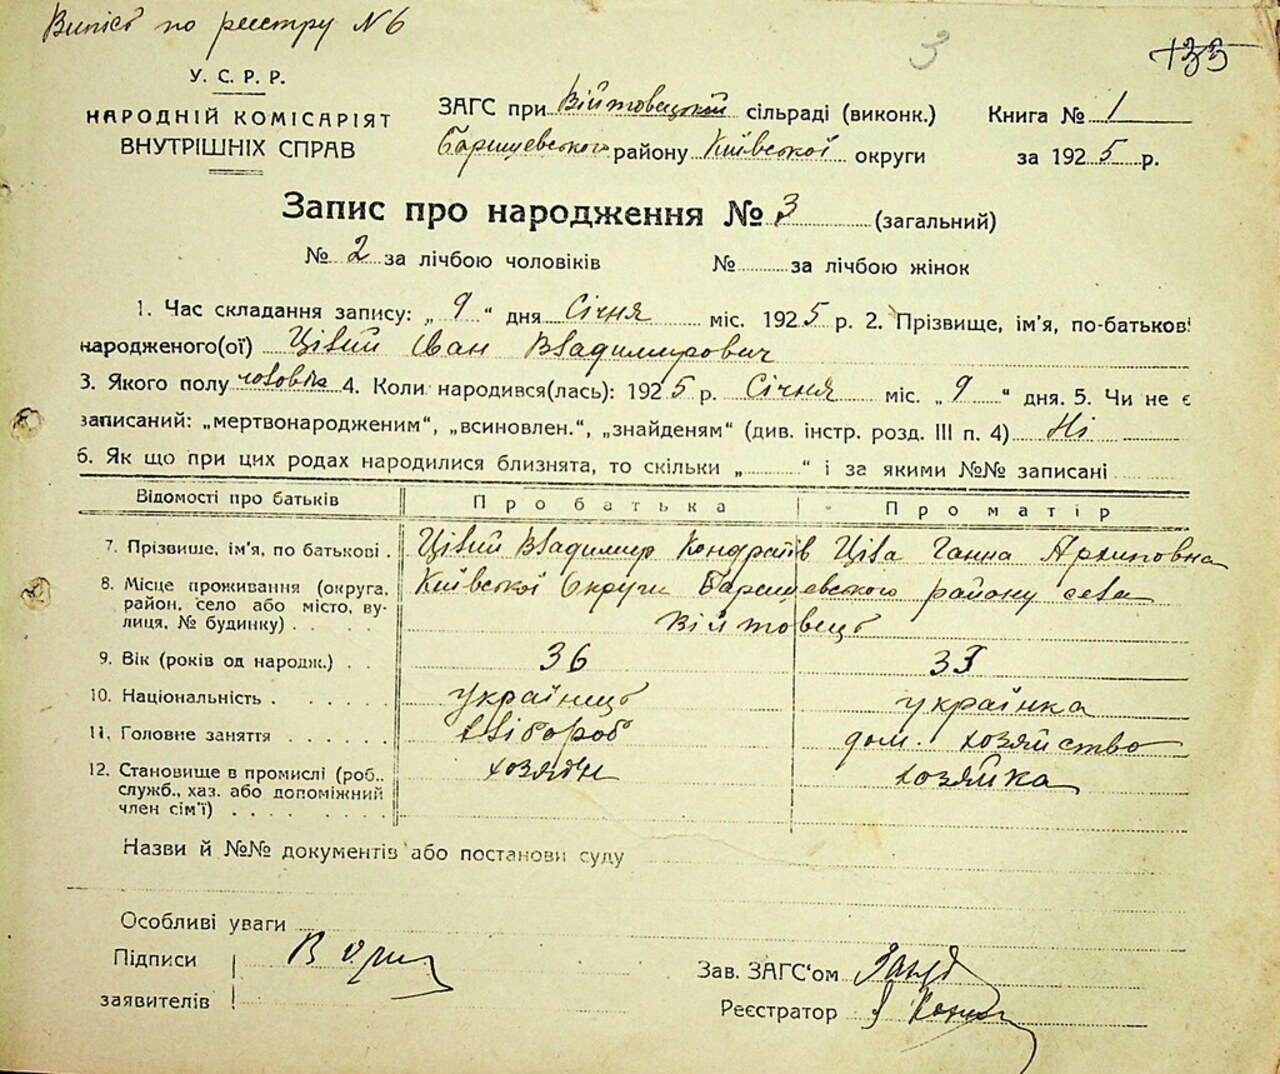 Випис по реєстру N 6
3
135
У. С. Р. Р.
НАРОДНІЙ КОМІСАРІЯТ
ВНУТРІШНІХ СПРАВ
ЗАГС при Війтовецкій сільраді (виконк.)
Книга № 1
Баришевського району Київської округи
за 1925 р.
Запис про народження № 3 (загальний)
№ 2 за лічбою чоловіків № за лічбою жінок
1. Час складання запису: „ 9 “ дня Січня міс. 1925 р. 2. Прізвище, ім'я, по-батькові
народженого(ої) Цівий Іван Владимирович
3. Якого полу чоловік 4. Коли народився(лась): 1925 р. Січня міс. „ 9 “ дня. 5. Чи не є
записаний: „мертвонародженим“, „всиновлен.“, „знайденям“ (див. інстр. розд. III п. 4) Ні
6. Як що при цих родах народилися близнята, то скільки „ “ і за якими №№ записані
Відомості про батьків Про батька Про матір
7. Прізвище, ім'я, по батькові . Цівий Владимир Кондратів Ціва Ганна Архиповна
8. Місце проживання (округа, Київської Округи Баришевського району села
район, село або місто, ву-
лиця, № будинку) . . . . Війтовець
9. Вік (років од народж.) . . 36 33
10. Національність . . . . . українець українка
11. Головне заняття . . . . . хлібороб дом. хозяйство
12. Становище в промислі (роб., хозяїн хозяйка
служб., хаз. або допоміжний
член сім'ї) . . . . . .
Назви й №№ документів або постанови суду
Особливі уваги
Підписи
заявителів
Зав. ЗАГС'ом
Реєстратор